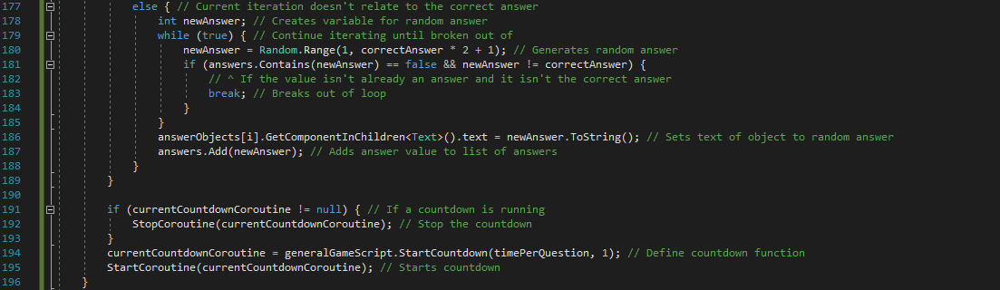 177 else { // Current iteration doesn't relate to the correct answer
178 int newAnswer; // Creates variable for random answer
179 while (true) { // Continue iterating until broken out of
180 newAnswer = Random.Range(1, correctAnswer * 2 + 1); // Generates random answer
181 if (answers.Contains(newAnswer) == false && newAnswer != correctAnswer) {
182 // ^ If the value isn't already an answer and it isn't the correct answer
183 break; // Breaks out of loop
184 }
185 }
186 answerObjects[i].GetComponentInChildren<Text>().text = newAnswer.ToString(); // Sets text of object to random answer
187 answers.Add(newAnswer); // Adds answer value to list of answers
188 }
189 }
190
191 if (currentCountdownCoroutine != null) { // If a countdown is running
192 StopCoroutine(currentCountdownCoroutine); // Stop the countdown
193 }
194 currentCountdownCoroutine = generalGameScript.StartCountdown(timePerQuestion, 1); // Define countdown function
195 StartCoroutine(currentCountdownCoroutine); // Starts countdown
196 }